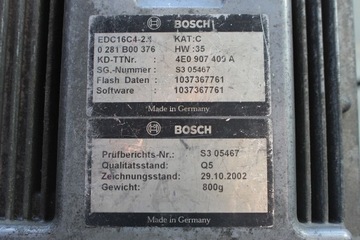 BOSCH
EDC16C4-2.1 KAT:C
0 281 B00 376 HW :35
KD-TTNr. : 4E0 907 409 A
SG.-Nummer : S3 05467
Flash Daten : 1037367761
Software : 1037367761
Made in Germany
BOSCH
Prüfberichts-Nr.: S3 05467
Qualitätsstand: Q5
Zeichnungsstand: 29.10.2002
Gewicht: 800g
Made in Germany